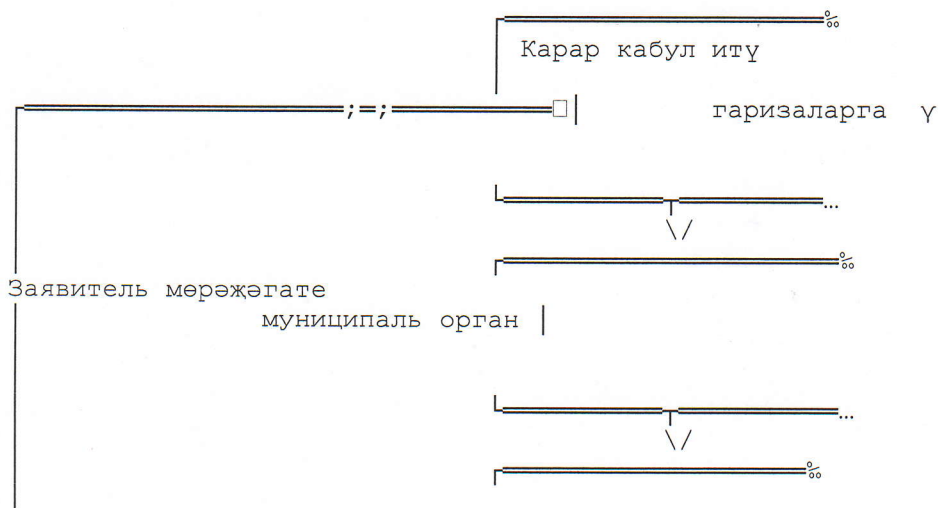 Карар кабул итү
гаризаларга ү
Заявитель мөрәҗәгате
муниципаль орган